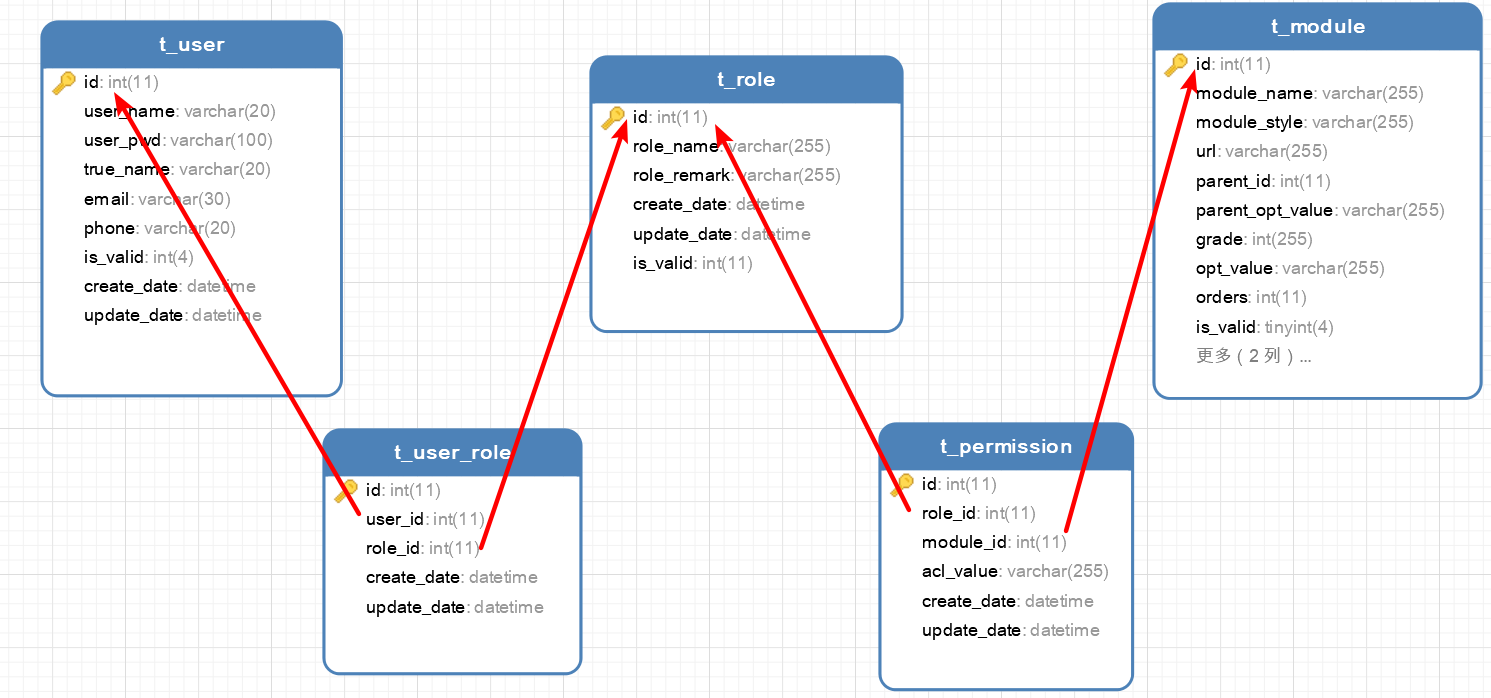 t_user
id: int(11)
user_name: varchar(20)
user_pwd: varchar(100)
true_name: varchar(20)
email: varchar(30)
phone: varchar(20)
is_valid: int(4)
create_date: datetime
update_date: datetime
t_role
id: int(11)
role_name: varchar(255)
role_remark: varchar(255)
create_date: datetime
update_date: datetime
is_valid: int(11)
t_module
id: int(11)
module_name: varchar(255)
module_style: varchar(255)
url: varchar(255)
parent_id: int(11)
parent_opt_value: varchar(255)
grade: int(255)
opt_value: varchar(255)
orders: int(11)
is_valid: tinyint(4)
更多 ( 2 列 ) ...
t_user_role
id: int(11)
user_id: int(11)
role_id: int(11)
create_date: datetime
update_date: datetime
t_permission
id: int(11)
role_id: int(11)
module_id: int(11)
acl_value: varchar(255)
create_date: datetime
update_date: datetime